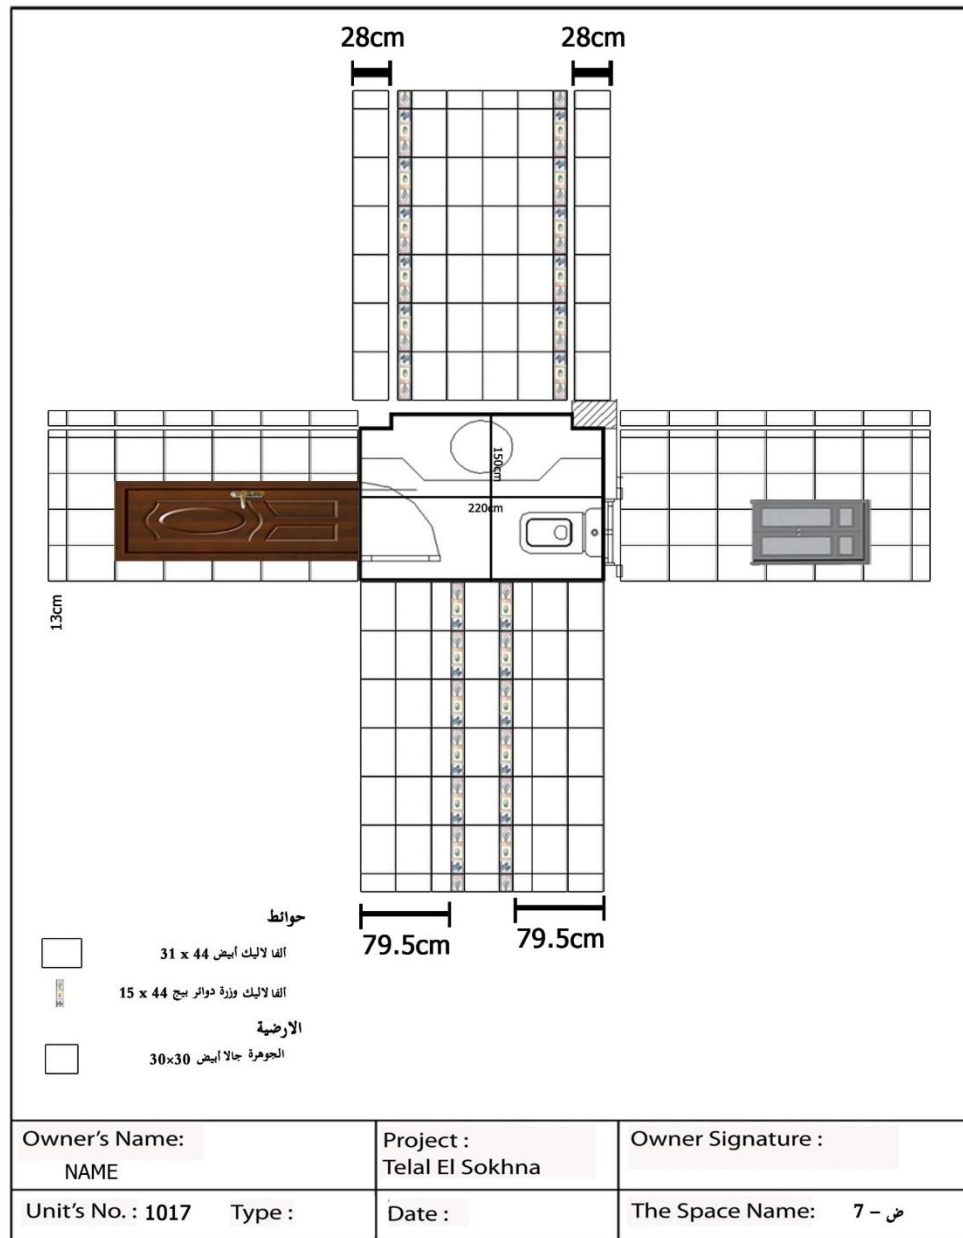 28cm 28cm
150cm
220cm
13cm
79.5cm 79.5cm
حوائط
ألفا لاليك أبيض 44 x 31
ألفا لاليك وزرة دوائر بيج 44 x 15
الارضية
الجوهرة جالا أبيض 30×30
Owner's Name:
NAME
Project :
Telal El Sokhna
Owner Signature :
Unit's No. : 1017 Type :
Date :
The Space Name: ض - 7